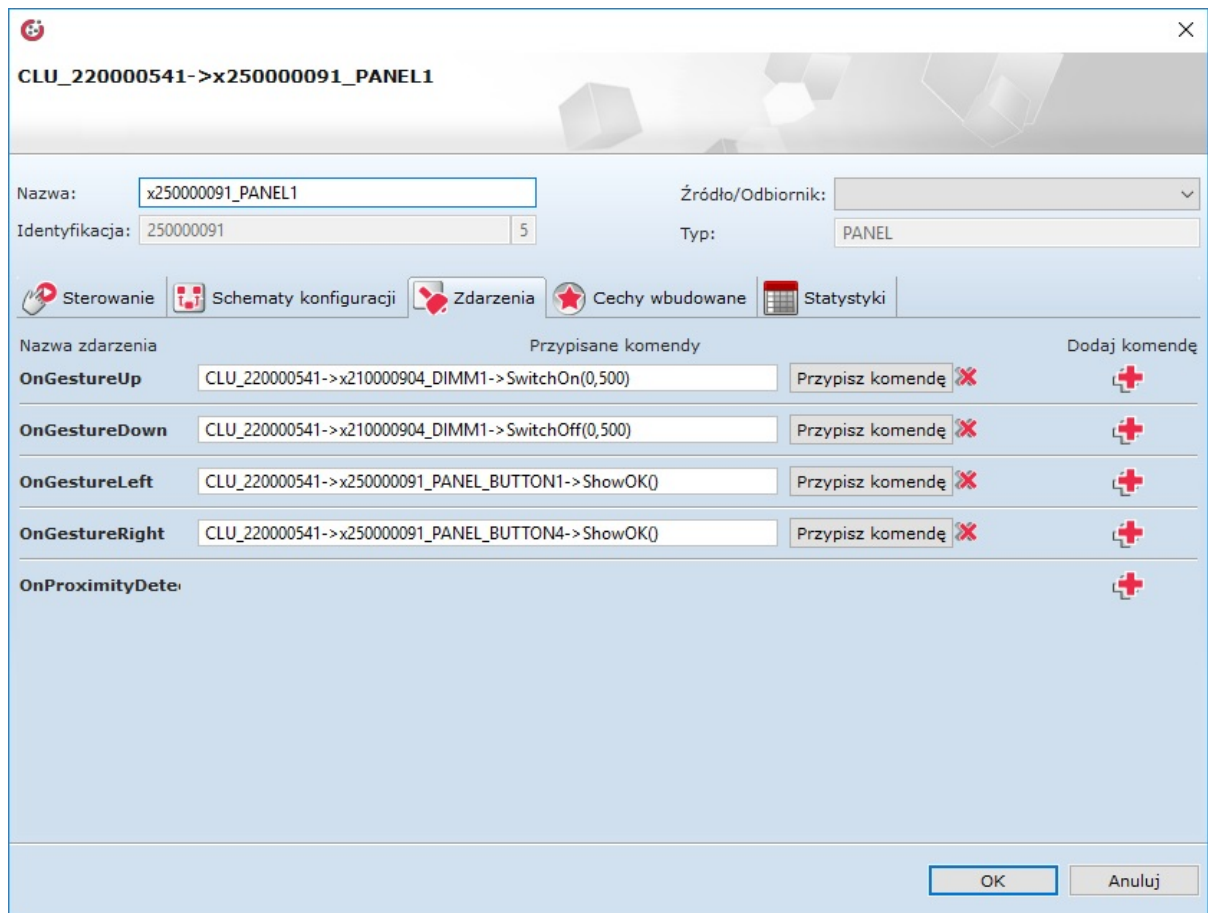 CLU_220000541->x250000091_PANEL1
Nazwa: x250000091_PANEL1 Źródło/Odbiornik:
Identyfikacja: 250000091 5 Typ: PANEL
Sterowanie Schematy konfiguracji Zdarzenia Cechy wbudowane Statystyki
Nazwa zdarzenia Przypisane komendy Dodaj komendę
OnGestureUp CLU_220000541->x210000904_DIMM1->SwitchOn(0,500) Przypisz komendę
OnGestureDown CLU_220000541->x210000904_DIMM1->SwitchOff(0,500) Przypisz komendę
OnGestureLeft CLU_220000541->x250000091_PANEL_BUTTON1->ShowOK() Przypisz komendę
OnGestureRight CLU_220000541->x250000091_PANEL_BUTTON4->ShowOK() Przypisz komendę
OnProximityDete
OK Anuluj